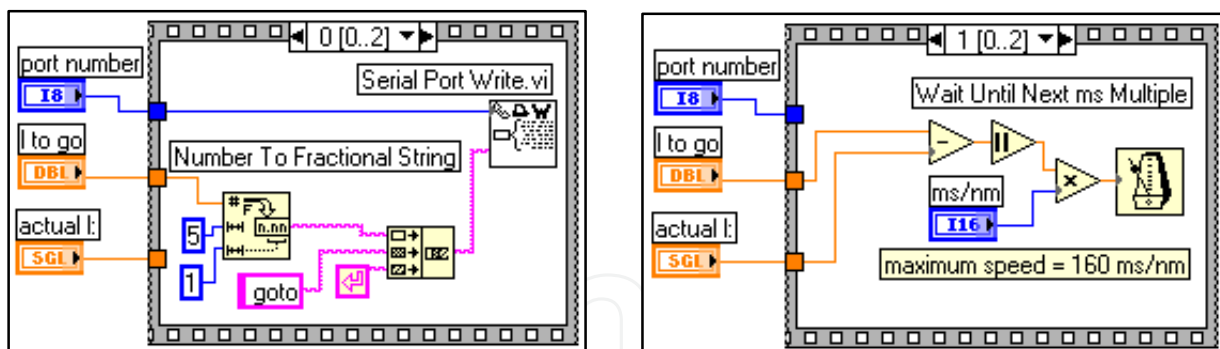 0 [0..2]
port number
I8
Serial Port Write.vi
W
l to go
DBL
Number To Fractional String
#
F
n.nn
actual l:
SGL
5
1
goto
1 [0..2]
port number
I8
Wait Until Next ms Multiple
l to go
DBL
-
||
x
ms/nm
I16
actual l:
SGL
maximum speed = 160 ms/nm